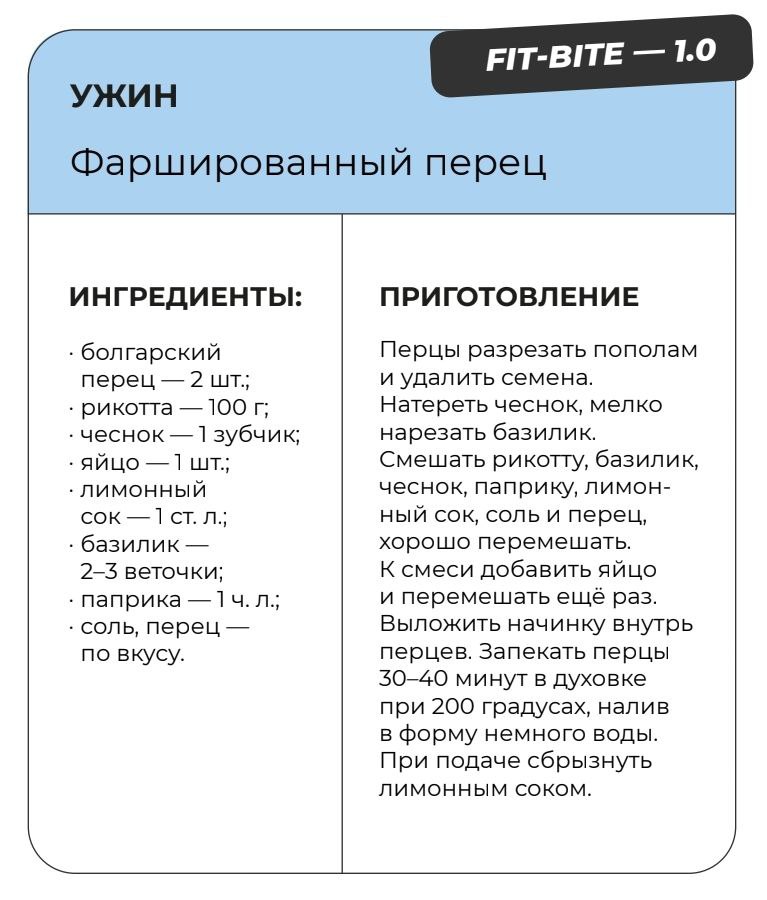 FIT-BITE — 1.0
УЖИН
Фаршированный перец
ИНГРЕДИЕНТЫ:
· болгарский
перец — 2 шт.;
· рикотта — 100 г;
· чеснок — 1 зубчик;
· яйцо — 1 шт.;
· лимонный
сок — 1 ст. л.;
· базилик —
2–3 веточки;
· паприка — 1 ч. л.;
· соль, перец —
по вкусу.
ПРИГОТОВЛЕНИЕ
Перцы разрезать пополам
и удалить семена.
Натереть чеснок, мелко
нарезать базилик.
Смешать рикотту, базилик,
чеснок, паприку, лимон-
ный сок, соль и перец,
хорошо перемешать.
К смеси добавить яйцо
и перемешать ещё раз.
Выложить начинку внутрь
перцев. Запекать перцы
30–40 минут в духовке
при 200 градусах, налив
в форму немного воды.
При подаче сбрызнуть
лимонным соком.